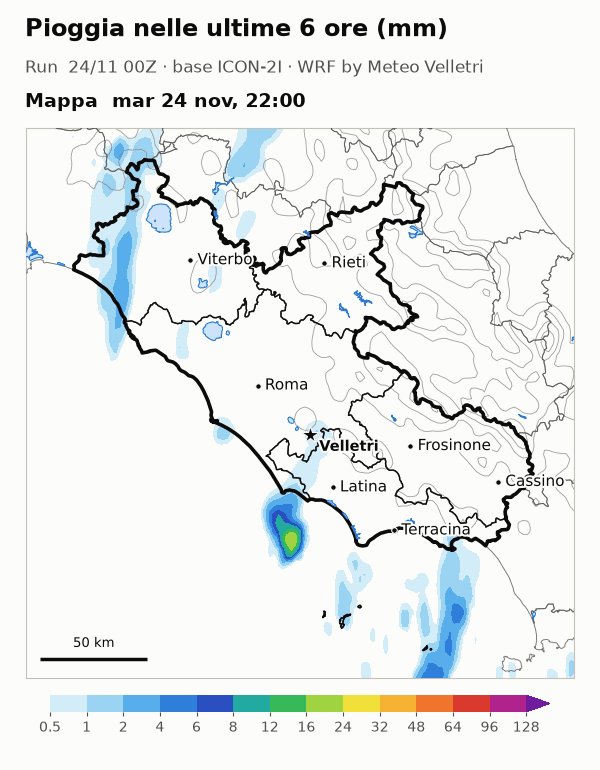 Pioggia nelle ultime 6 ore (mm)
Run 24/11 00Z · base ICON-2I · WRF by Meteo Velletri
Mappa mar 24 nov, 22:00
Viterbo
Rieti
Roma
Velletri
Frosinone
Cassino
Latina
Terracina
50 km
0.5 1 2 4 6 8 12 16 24 32 48 64 96 128